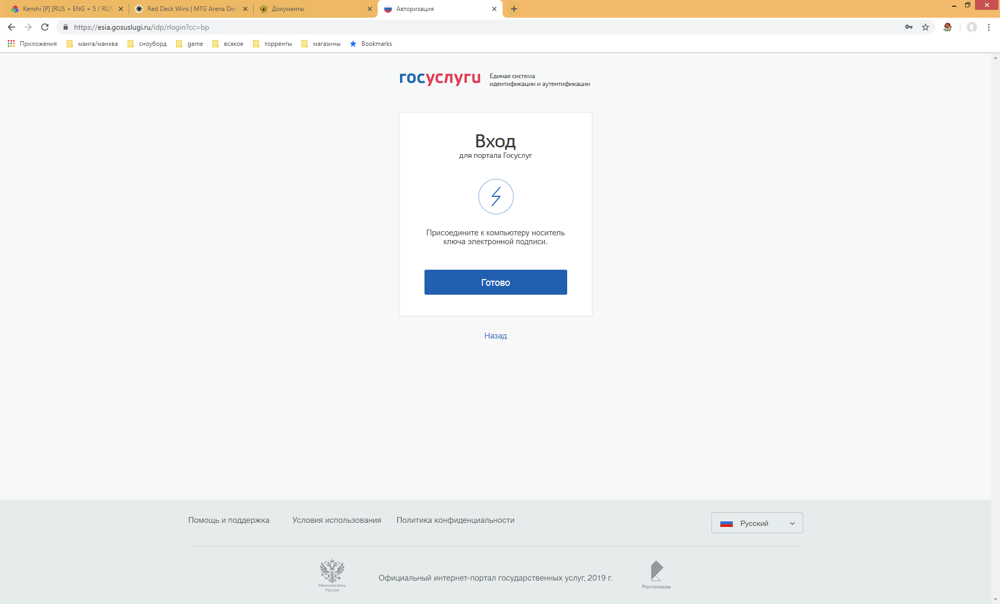 Kenshi [P] [RUS + ENG + 5 / RUS
Red Deck Wins | MTG Arena Dec
Документы
Авторизация
https://esia.gosuslugi.ru/idp/rlogin?cc=bp
Приложения
манга/манхва
сноуборд
game
всякое
торренты
магазины
Bookmarks
госуслуги
Единая система
идентификации и аутентификации
Вход
для портала Госуслуг
Присоедините к компьютеру носитель
ключа электронной подписи.
Готово
Назад
Помощь и поддержка
Условия использования
Политика конфиденциальности
Русский
Минкомсвязь
России
Официальный интернет-портал государственных услуг, 2019 г.
Ростелеком